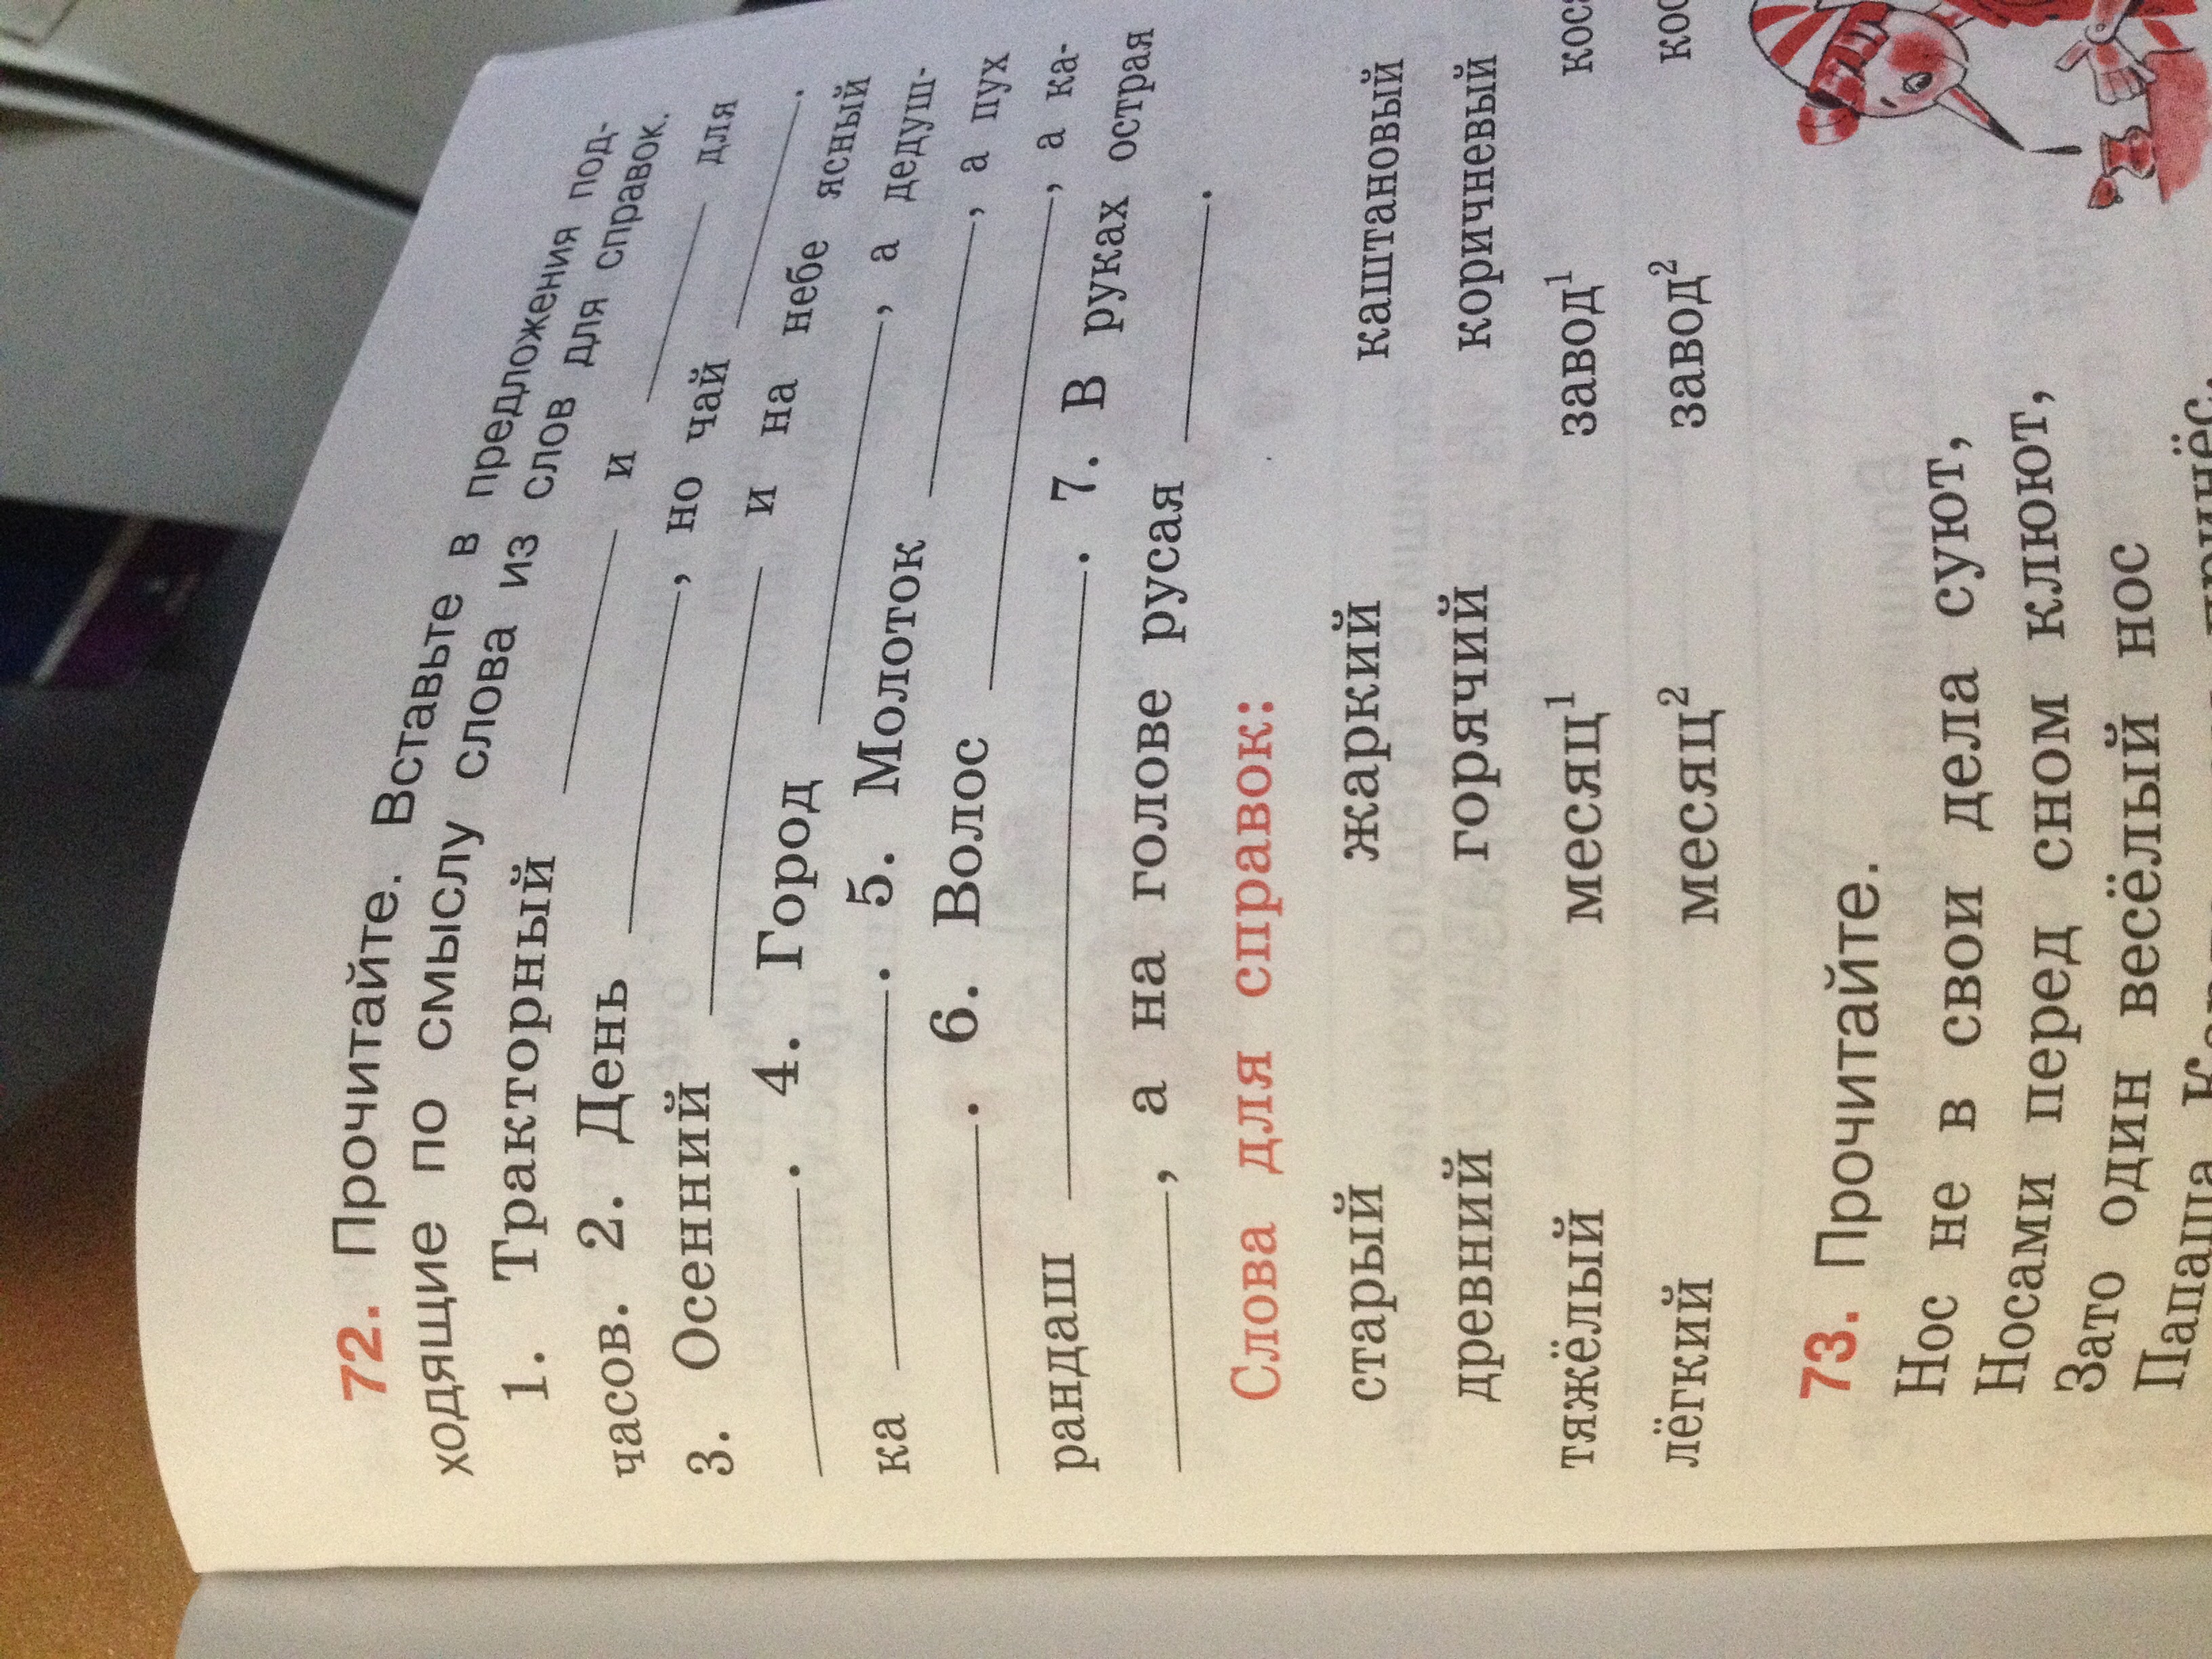 72. Прочитайте. Вставьте в предложения под-
ходящие по смыслу слова из слов для справок.
1. Тракторный ______ и ______ для
часов. 2. День ______, но чай ______.
3. Осенний ______ и на небе ясный
______. 4. Город ______, а дедуш-
ка ______. 5. Молоток ______, а пух
______. 6. Волос ______, а ка-
рандаш ______. 7. В руках острая
______, а на голове русая ______.
Слова для справок:
старый жаркий каштановый
древний горячий коричневый
тяжёлый месяц1 завод1
лёгкий месяц2 завод2
73. Прочитайте.
Нос не в свои дела суют,
Носами перед сном клюют,
Зато один весёлый нос
Папаша